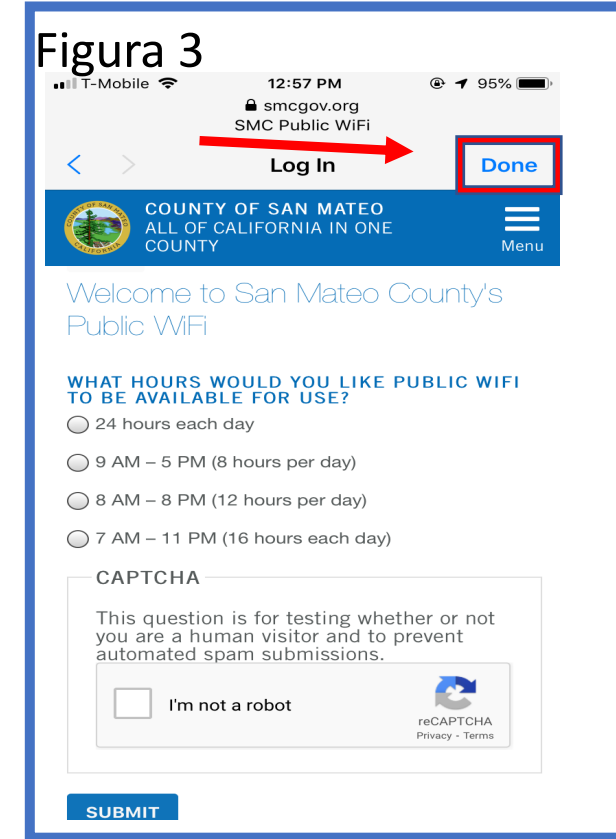 Figura 3
T-Mobile 12:57 PM 95%
smcgov.org
SMC Public WiFi
< > Log In Done
COUNTY OF SAN MATEO
ALL OF CALIFORNIA IN ONE
COUNTY
Menu
COUNTY OF SAN MATEO
CALIFORNIA
Welcome to San Mateo County's
Public WiFi
WHAT HOURS WOULD YOU LIKE PUBLIC WIFI
TO BE AVAILABLE FOR USE?
24 hours each day
9 AM – 5 PM (8 hours per day)
8 AM – 8 PM (12 hours per day)
7 AM – 11 PM (16 hours each day)
CAPTCHA
This question is for testing whether or not
you are a human visitor and to prevent
automated spam submissions.
I'm not a robot
reCAPTCHA
Privacy - Terms
SUBMIT